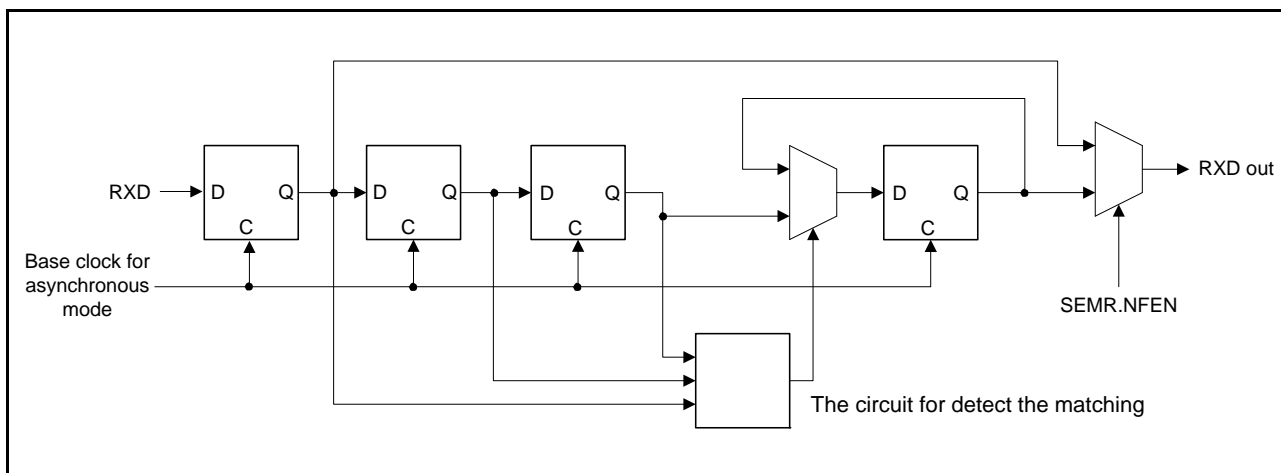 RXD
D
Q
C
D
Q
C
D
Q
C
D
Q
C
RXD out
Base clock for
asynchronous
mode
SEMR.NFEN
The circuit for detect the matching